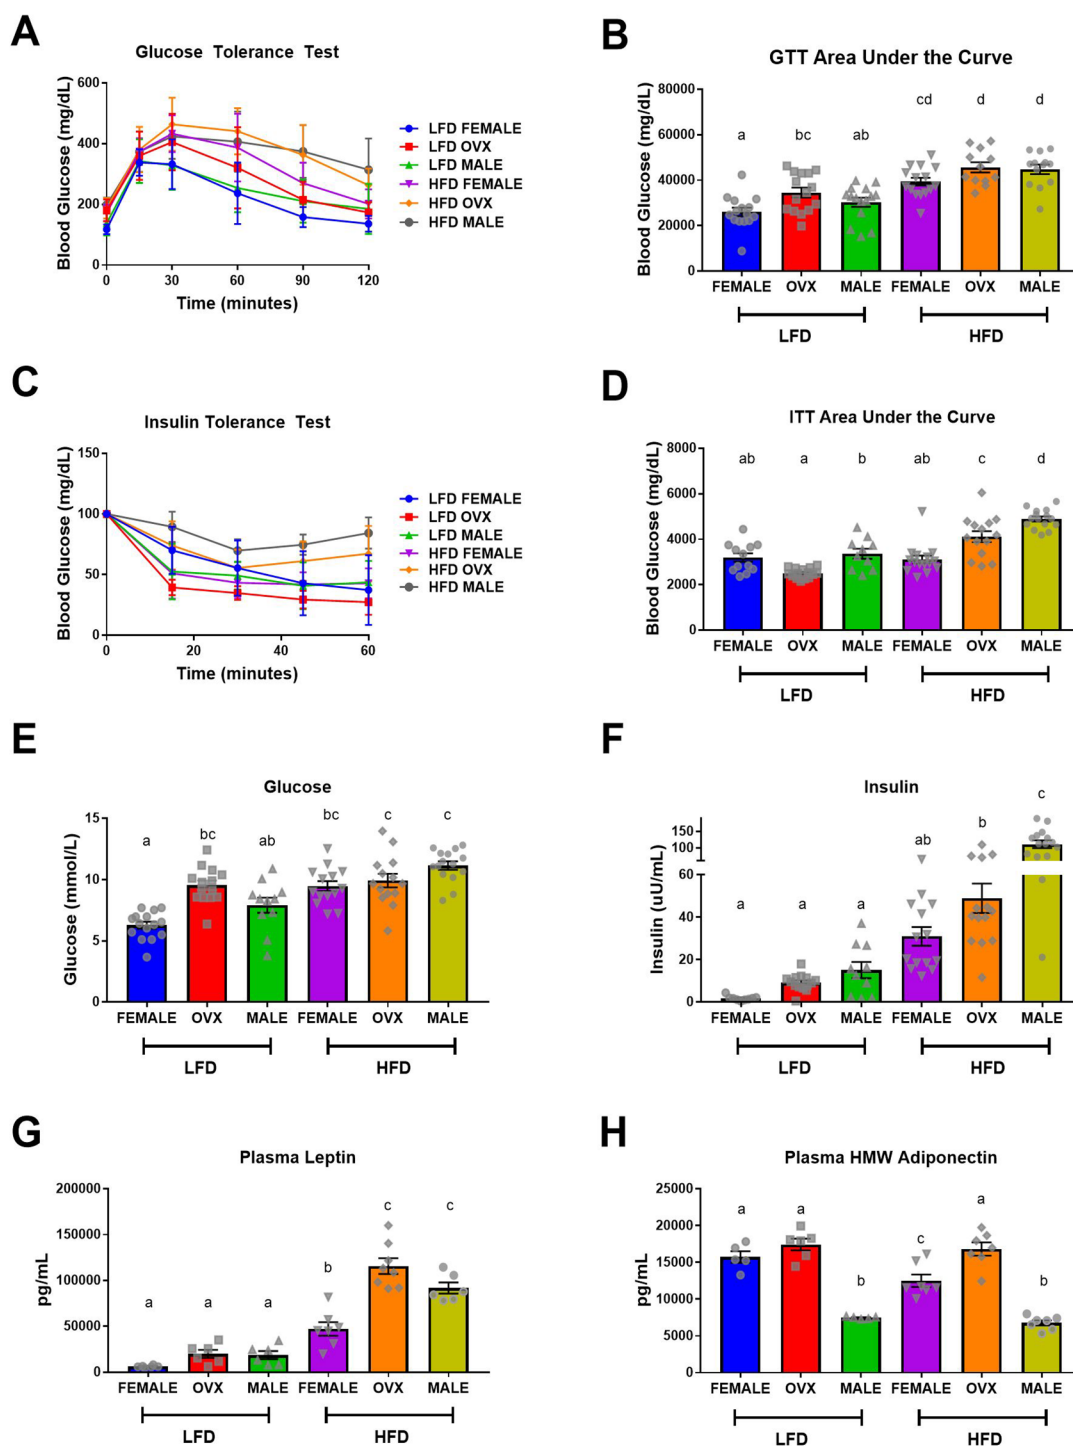 A
Glucose Tolerance Test
Blood Glucose (mg/dL)
600
400
200
0
0 30 60 90 120
Time (minutes)
LFD FEMALE
LFD OVX
LFD MALE
HFD FEMALE
HFD OVX
HFD MALE
B
GTT Area Under the Curve
Blood Glucose (mg/dL)
80000
60000
40000
20000
0
a bc ab cd d d
FEMALE OVX MALE FEMALE OVX MALE
LFD HFD
C
Insulin Tolerance Test
Blood Glucose (mg/dL)
150
100
50
0
0 20 40 60
Time (minutes)
LFD FEMALE
LFD OVX
LFD MALE
HFD FEMALE
HFD OVX
HFD MALE
D
ITT Area Under the Curve
Blood Glucose (mg/dL)
8000
6000
4000
2000
0
ab a b ab c d
FEMALE OVX MALE FEMALE OVX MALE
LFD HFD
E
Glucose
Glucose (mmol/L)
15
10
5
0
a bc ab bc c c
FEMALE OVX MALE FEMALE OVX MALE
LFD HFD
F
Insulin
Insulin (uU/mL)
150
100
60
40
20
0
a a a ab b c
FEMALE OVX MALE FEMALE OVX MALE
LFD HFD
G
Plasma Leptin
pg/mL
200000
150000
100000
50000
0
a a a b c c
FEMALE OVX MALE FEMALE OVX MALE
LFD HFD
H
Plasma HMW Adiponectin
pg/mL
25000
20000
15000
10000
5000
0
a a b c a b
FEMALE OVX MALE FEMALE OVX MALE
LFD HFD